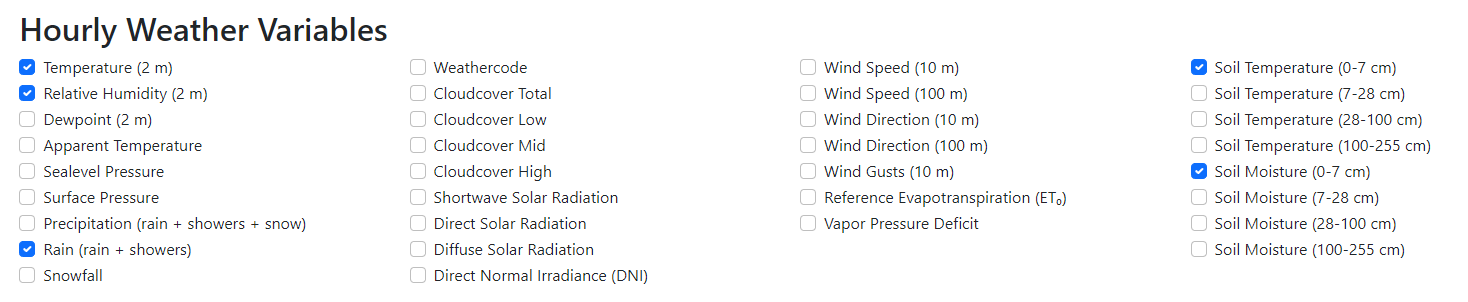 Hourly Weather Variables
Temperature (2 m)
Relative Humidity (2 m)
Dewpoint (2 m)
Apparent Temperature
Sealevel Pressure
Surface Pressure
Precipitation (rain + showers + snow)
Rain (rain + showers)
Snowfall
Weathercode
Cloudcover Total
Cloudcover Low
Cloudcover Mid
Cloudcover High
Shortwave Solar Radiation
Direct Solar Radiation
Diffuse Solar Radiation
Direct Normal Irradiance (DNI)
Wind Speed (10 m)
Wind Speed (100 m)
Wind Direction (10 m)
Wind Direction (100 m)
Wind Gusts (10 m)
Reference Evapotranspiration (ET₀)
Vapor Pressure Deficit
Soil Temperature (0-7 cm)
Soil Temperature (7-28 cm)
Soil Temperature (28-100 cm)
Soil Temperature (100-255 cm)
Soil Moisture (0-7 cm)
Soil Moisture (7-28 cm)
Soil Moisture (28-100 cm)
Soil Moisture (100-255 cm)